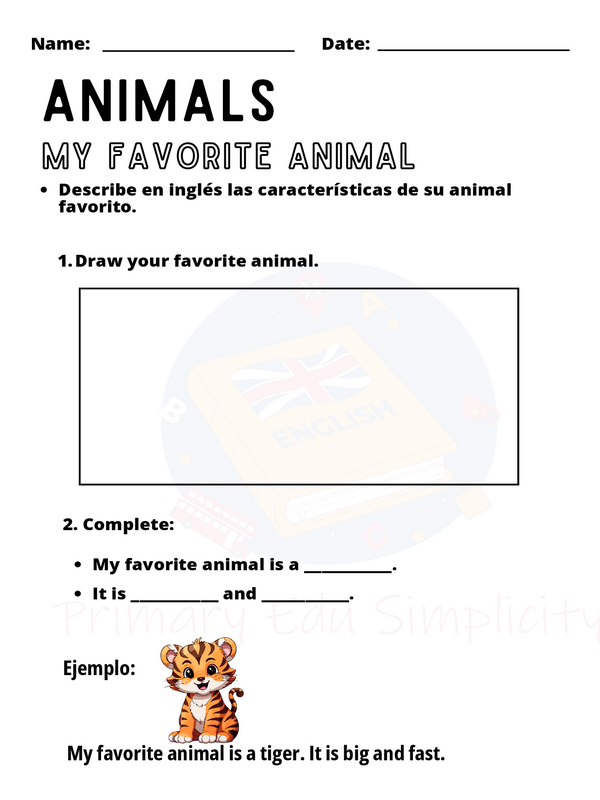 Name: ____________ Date: ____________
ANIMALS
MY FAVORITE ANIMAL
• Describe en inglés las características de su animal
favorito.
1. Draw your favorite animal.
A
B
ENGLISH
2. Complete:
• My favorite animal is a __________.
• It is __________ and __________.
Primary Edu Simplicity
Ejemplo:
My favorite animal is a tiger. It is big and fast.